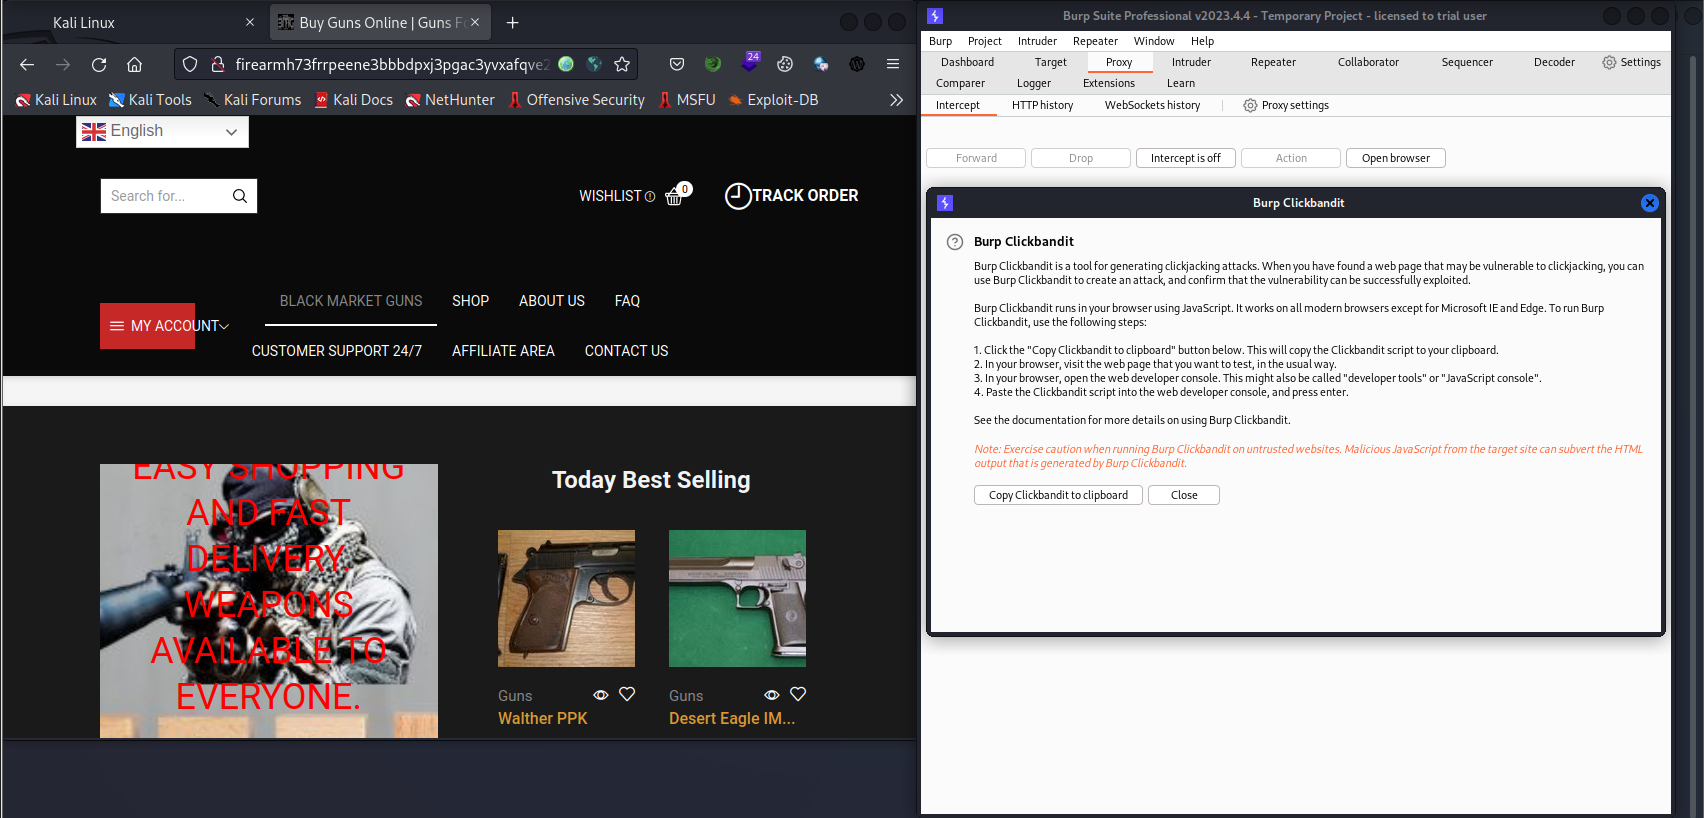 Kali Linux
Buy Guns Online | Guns Fo
firearmh73frrpeene3bbbdpxj3pgac3yvxafqve2
24
Kali Linux
Kali Tools
Kali Forums
Kali Docs
NetHunter
Offensive Security
MSFU
Exploit-DB
English
Search for...
WISHLIST
0
TRACK ORDER
MY ACCOUNT
BLACK MARKET GUNS
SHOP
ABOUT US
FAQ
CUSTOMER SUPPORT 24/7
AFFILIATE AREA
CONTACT US
EASY SHOPPING
AND FAST
DELIVERY.
WEAPONS
AVAILABLE TO
EVERYONE.
Today Best Selling
Guns
Walther PPK
Guns
Desert Eagle IM...
Burp Suite Professional v2023.4.4 - Temporary Project - licensed to trial user
Burp Project Intruder Repeater Window Help
Dashboard Target Proxy Intruder Repeater Collaborator Sequencer Decoder Settings
Comparer Logger Extensions Learn
Intercept HTTP history WebSockets history Proxy settings
Forward Drop Intercept is off Action Open browser
Burp Clickbandit
Burp Clickbandit
Burp Clickbandit is a tool for generating clickjacking attacks. When you have found a web page that may be vulnerable to clickjacking, you can
use Burp Clickbandit to create an attack, and confirm that the vulnerability can be successfully exploited.
Burp Clickbandit runs in your browser using JavaScript. It works on all modern browsers except for Microsoft IE and Edge. To run Burp
Clickbandit, use the following steps:
1. Click the "Copy Clickbandit to clipboard" button below. This will copy the Clickbandit script to your clipboard.
2. In your browser, visit the web page that you want to test, in the usual way.
3. In your browser, open the web developer console. This might also be called "developer tools" or "JavaScript console".
4. Paste the Clickbandit script into the web developer console, and press enter.
See the documentation for more details on using Burp Clickbandit.
Note: Exercise caution when running Burp Clickbandit on untrusted websites. Malicious JavaScript from the target site can subvert the HTML
output that is generated by Burp Clickbandit.
Copy Clickbandit to clipboard Close